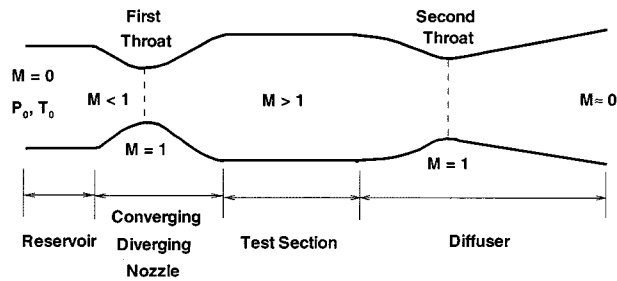 First
Throat
Second
Throat
M = 0
P₀, T₀
M < 1
M > 1
M ≈ 0
M = 1
M = 1
Reservoir
Converging
Diverging
Nozzle
Test Section
Diffuser